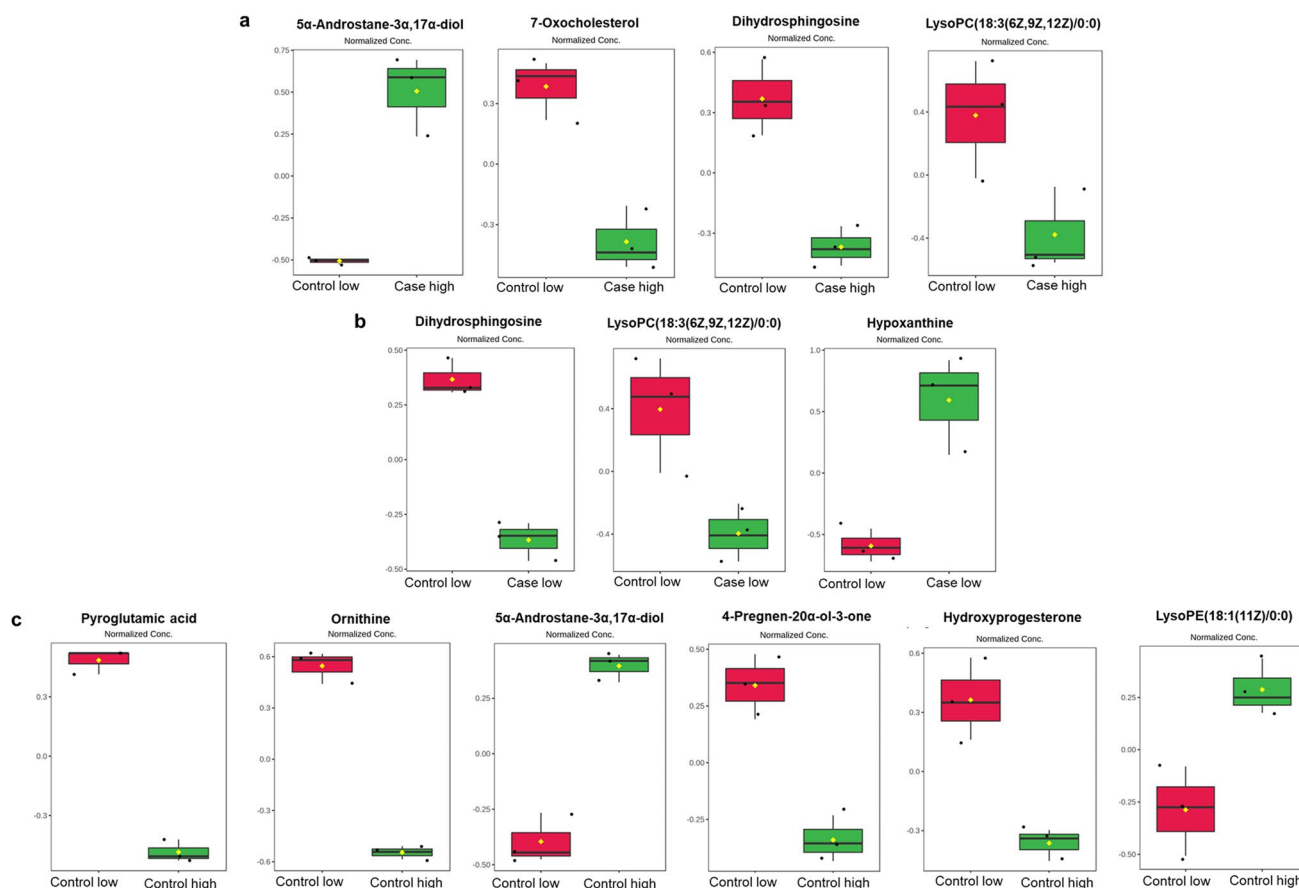 a
5α-Androstane-3α,17α-diol
Normalized Conc.
0.75
0.50
0.25
0.00
-0.25
-0.50
Control low Case high
7-Oxocholesterol
Normalized Conc.
0.3
0.0
-0.3
Control low Case high
Dihydrosphingosine
Normalized Conc.
0.6
0.3
0.0
-0.3
Control low Case high
LysoPC(18:3(6Z,9Z,12Z)/0:0)
Normalized Conc.
0.4
0.0
-0.4
Control low Case high
b
Dihydrosphingosine
Normalized Conc.
0.50
0.25
0.00
-0.25
-0.50
Control low Case low
LysoPC(18:3(6Z,9Z,12Z)/0:0)
Normalized Conc.
0.4
0.0
-0.4
Control low Case low
Hypoxanthine
Normalized Conc.
1.0
0.5
0.0
-0.5
Control low Case low
c
Pyroglutamic acid
Normalized Conc.
0.3
0.0
-0.3
Control low Control high
Ornithine
Normalized Conc.
0.6
0.3
0.0
-0.3
-0.6
Control low Control high
5α-Androstane-3α,17α-diol
Normalized Conc.
0.25
0.00
-0.25
-0.50
Control low Control high
4-Pregnen-20α-ol-3-one
Normalized Conc.
0.50
0.25
0.00
-0.25
Control low Control high
Hydroxyprogesterone
Normalized Conc.
0.6
0.3
0.0
-0.3
Control low Control high
LysoPE(18:1(11Z)/0:0)
Normalized Conc.
0.25
0.00
-0.25
-0.50
Control low Control high